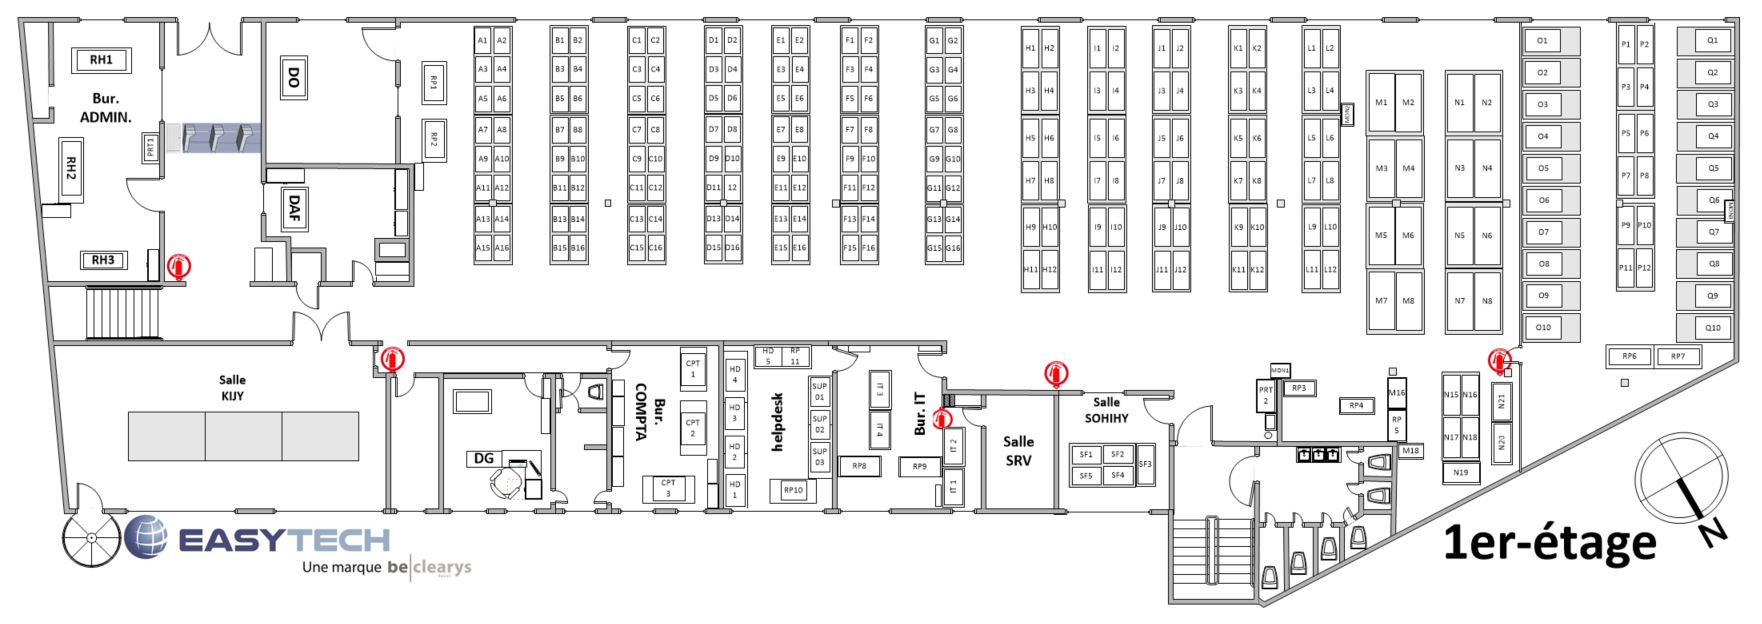 RH1
Bur.
ADMIN.
PRT1
RH2
RH3
DO
DAF
RP1
RP2
A1 A2
A3 A4
A5 A6
A7 A8
A9 A10
A11 A12
A13 A14
A15 A16
B1 B2
B3 B4
B5 B6
B7 B8
B9 B10
B11 B12
B13 B14
B15 B16
C1 C2
C3 C4
C5 C6
C7 C8
C9 C10
C11 C12
C13 C14
C15 C16
D1 D2
D3 D4
D5 D6
D7 D8
D9 D10
D11 12
D13 D14
D15 D16
E1 E2
E3 E4
E5 E6
E7 E8
E9 E10
E11 E12
E13 E14
E15 E16
F1 F2
F3 F4
F5 F6
F7 F8
F9 F10
F11 F12
F13 F14
F15 F16
G1 G2
G3 G4
G5 G6
G7 G8
G9 G10
G11 G12
G13 G14
G15 G16
H1 H2
H3 H4
H5 H6
H7 H8
H9 H10
H11 H12
I1 I2
I3 I4
I5 I6
I7 I8
I9 I10
I11 I12
J1 J2
J3 J4
J5 J6
J7 J8
J9 J10
J11 J12
K1 K2
K3 K4
K5 K6
K7 K8
K9 K10
K11 K12
L1 L2
L3 L4
L5 L6
L7 L8
L9 L10
L11 L12
MON2
M1 M2
M3 M4
M5 M6
M7 M8
N1 N2
N3 N4
N5 N6
N7 N8
O1
O2
O3
O4
O5
O6
O7
O8
O9
O10
P1 P2
P3 P4
P5 P6
P7 P8
P9 P10
P11 P12
Q1
Q2
Q3
Q4
Q5
Q6
Q7
Q8
Q9
Q10
RP6 RP7
Salle
KIJY
DG
CPT
1
CPT
2
CPT
3
Bur.
COMPTA
HD
5
RP
11
HD
4
HD
3
HD
2
HD
1
helpdesk
SUP
01
SUP
02
SUP
03
RP10
IT 3
IT 4
Bur. IT
RP8
RP9
IT 2
IT 1
Salle
SRV
Salle
SOHIHY
SF1 SF2
SF3
SF5 SF4
MON1
PRT
2
RP3
RP4
M16
RP
5
M18
N15 N16
N17 N18
N19
N21
N20
EASYTECH
Une marque be clearys
1er-étage
N